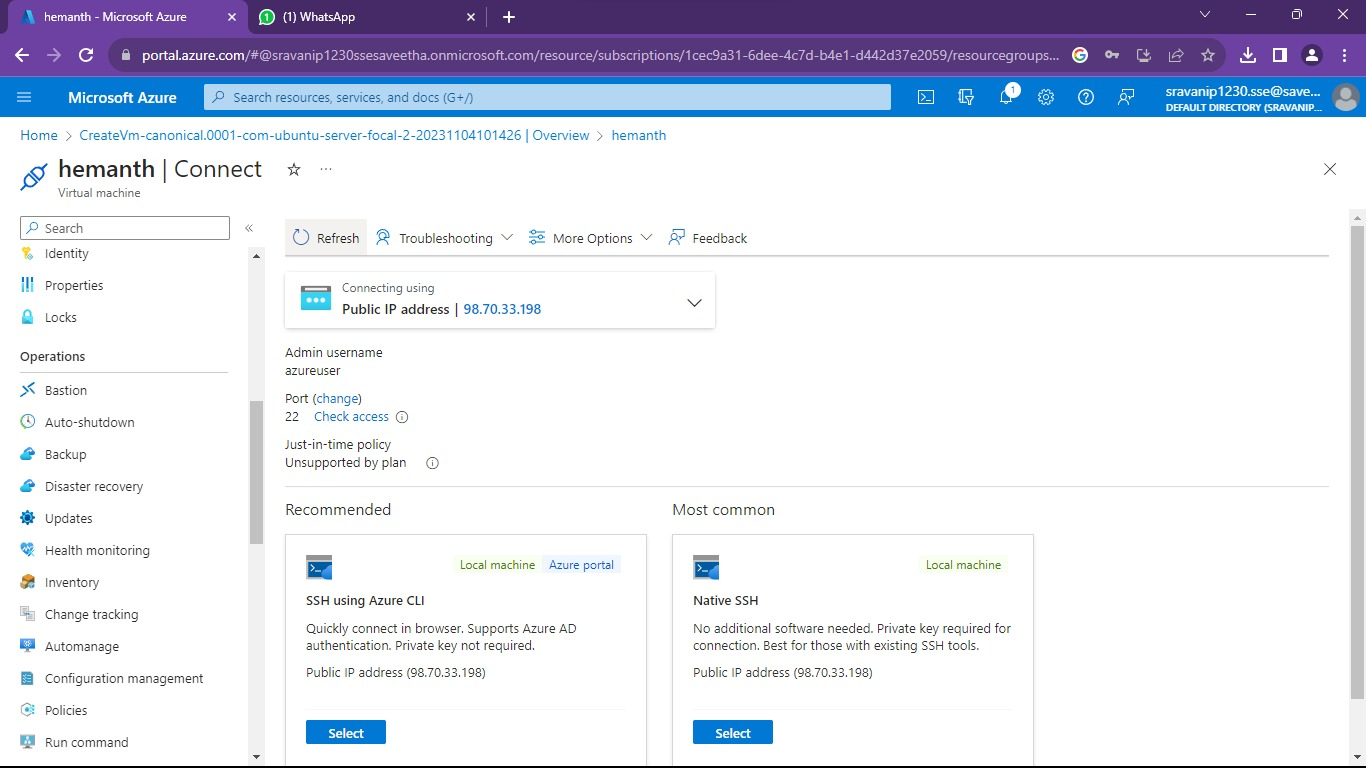 hemanth - Microsoft Azure
(1) WhatsApp
portal.azure.com/#@sravanip1230ssesaveetha.onmicrosoft.com/resource/subscriptions/1cec9a31-6dee-4c7d-b4e1-d442d37e2059/resourcegroups...
Microsoft Azure
Search resources, services, and docs (G+/)
1
sravanip1230.sse@save...
DEFAULT DIRECTORY (SRAVANIP...
Home > CreateVm-canonical.0001-com-ubuntu-server-focal-2-20231104101426 | Overview > hemanth
hemanth | Connect
Virtual machine
Search
Identity
Properties
Locks
Operations
Bastion
Auto-shutdown
Backup
Disaster recovery
Updates
Health monitoring
Inventory
Change tracking
Automanage
Configuration management
Policies
Run command
Refresh
Troubleshooting
More Options
Feedback
Connecting using
Public IP address | 98.70.33.198
Admin username
azureuser
Port (change)
22 Check access
Just-in-time policy
Unsupported by plan
Recommended
Local machine
Azure portal
SSH using Azure CLI
Quickly connect in browser. Supports Azure AD
authentication. Private key not required.
Public IP address (98.70.33.198)
Select
Most common
Local machine
Native SSH
No additional software needed. Private key required for
connection. Best for those with existing SSH tools.
Public IP address (98.70.33.198)
Select